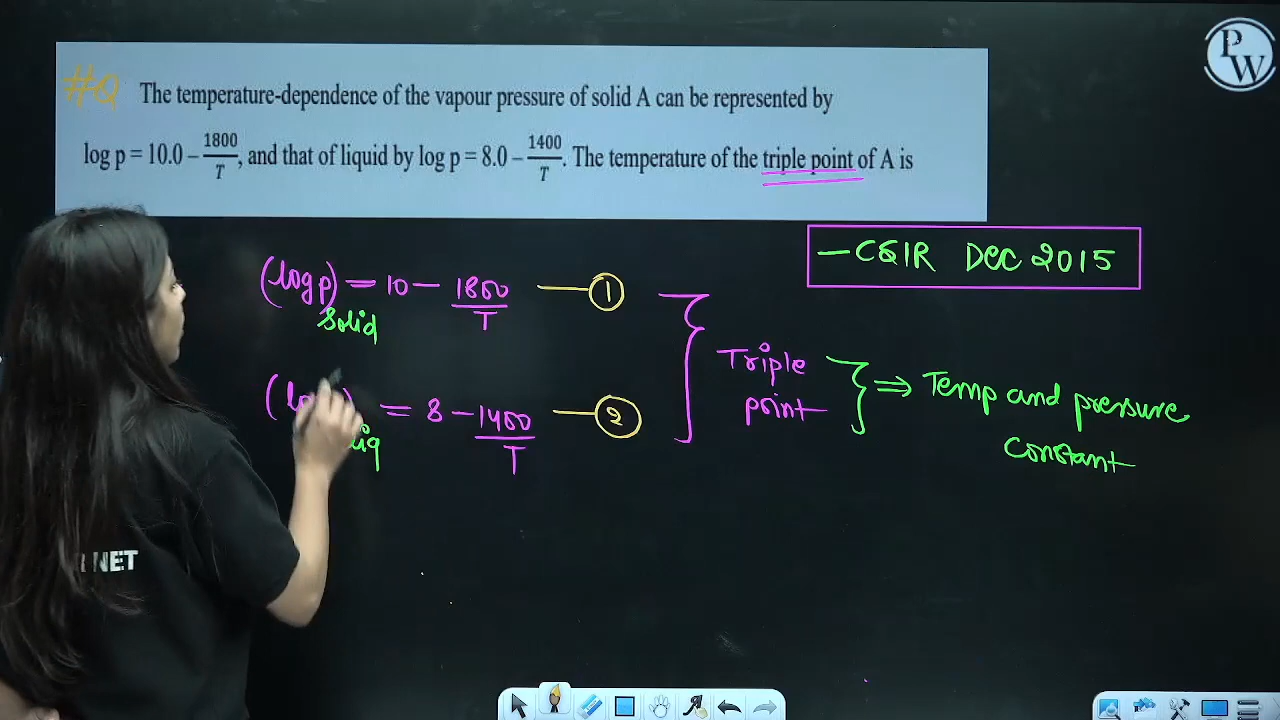 PW
#Q The temperature-dependence of the vapour pressure of solid A can be represented by
log p = 10.0 – 1800/T, and that of liquid by log p = 8.0 – 1400/T. The temperature of the triple point of A is
– CSIR DEC 2015
(log p) solid = 10 – 1800/T — 1
Triple point
Temp and pressure
constant
liq = 8 – 1400/T — 2
NET